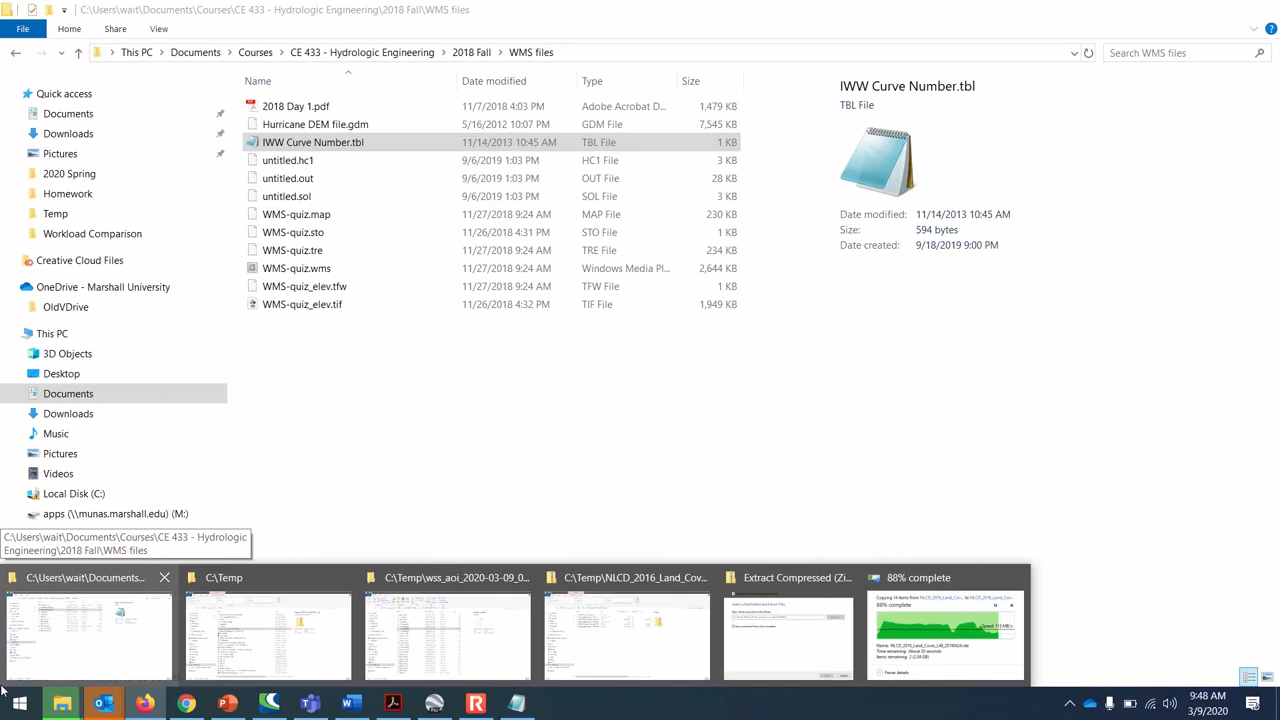 C:\Users\wait\Documents\Courses\CE 433 - Hydrologic Engineering\2018 Fall\WMS files
File Home Share View
This PC Documents Courses CE 433 - Hydrologic Engineering 2018 Fall WMS files Search WMS files
Name Date modified Type Size
2018 Day 1.pdf 11/7/2018 4:03 PM Adobe Acrobat D... 1,479 KB
Hurricane DEM file.gdm 5/16/2012 10:07 PM GDM File 7,545 KB
IWW Curve Number.tbl 11/14/2013 10:45 AM TBL File 1 KB
untitled.hc1 9/6/2019 1:03 PM HC1 File 3 KB
untitled.out 9/6/2019 1:03 PM OUT File 28 KB
untitled.sol 9/6/2019 1:03 PM SOL File 3 KB
WMS-quiz.map 11/27/2018 9:24 AM MAP File 230 KB
WMS-quiz.sto 11/26/2018 4:31 PM STO File 1 KB
WMS-quiz.tre 11/27/2018 9:24 AM TRE File 234 KB
WMS-quiz.wms 11/27/2018 9:24 AM Windows Media Pl... 2,644 KB
WMS-quiz_elev.tfw 11/27/2018 9:24 AM TFW File 1 KB
WMS-quiz_elev.tif 11/26/2018 4:32 PM TIF File 1,949 KB
IWW Curve Number.tbl
TBL File
Date modified: 11/14/2013 10:45 AM
Size: 594 bytes
Date created: 9/18/2019 9:00 PM
Quick access
Documents
Downloads
Pictures
2020 Spring
Homework
Temp
Workload Comparison
Creative Cloud Files
OneDrive - Marshall University
OldVDrive
This PC
3D Objects
Desktop
Documents
Downloads
Music
Pictures
Videos
Local Disk (C:)
apps (\\munas.marshall.edu) (M:)
C:\Users\wait\Documents\Courses\CE 433 - Hydrologic
Engineering\2018 Fall\WMS files
C:\Users\wait\Documents... C:\Temp C:\Temp\wss_aoi_2020-03-09_0... C:\Temp\NLCD_2016_Land_Cov... Extract Compressed (Zi... 88% complete
88% complete
9:48 AM
3/9/2020